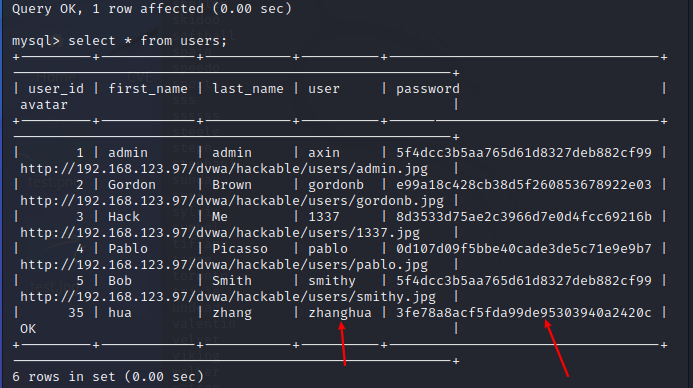 Query OK, 1 row affected (0.00 sec)
mysql> select * from users;
+---------+------------+-----------+----------+----------------------------------+
---------------------------------------------------------+
| user_id | first_name | last_name | user | password |
avatar |
+---------+------------+-----------+----------+----------------------------------+
---------------------------------------------------------+
| 1 | admin | admin | axin | 5f4dcc3b5aa765d61d8327deb882cf99 |
http://192.168.123.97/dvwa/hackable/users/admin.jpg |
| 2 | Gordon | Brown | gordonb | e99a18c428cb38d5f260853678922e03 |
http://192.168.123.97/dvwa/hackable/users/gordonb.jpg |
| 3 | Hack | Me | 1337 | 8d3533d75ae2c3966d7e0d4fcc69216b |
http://192.168.123.97/dvwa/hackable/users/1337.jpg |
| 4 | Pablo | Picasso | pablo | 0d107d09f5bbe40cade3de5c71e9e9b7 |
http://192.168.123.97/dvwa/hackable/users/pablo.jpg |
| 5 | Bob | Smith | smithy | 5f4dcc3b5aa765d61d8327deb882cf99 |
http://192.168.123.97/dvwa/hackable/users/smithy.jpg |
| 35 | hua | zhang | zhanghua | 3fe78a8acf5fda99de95303940a2420c |
OK |
+---------+------------+-----------+----------+----------------------------------+
---------------------------------------------------------+
6 rows in set (0.00 sec)